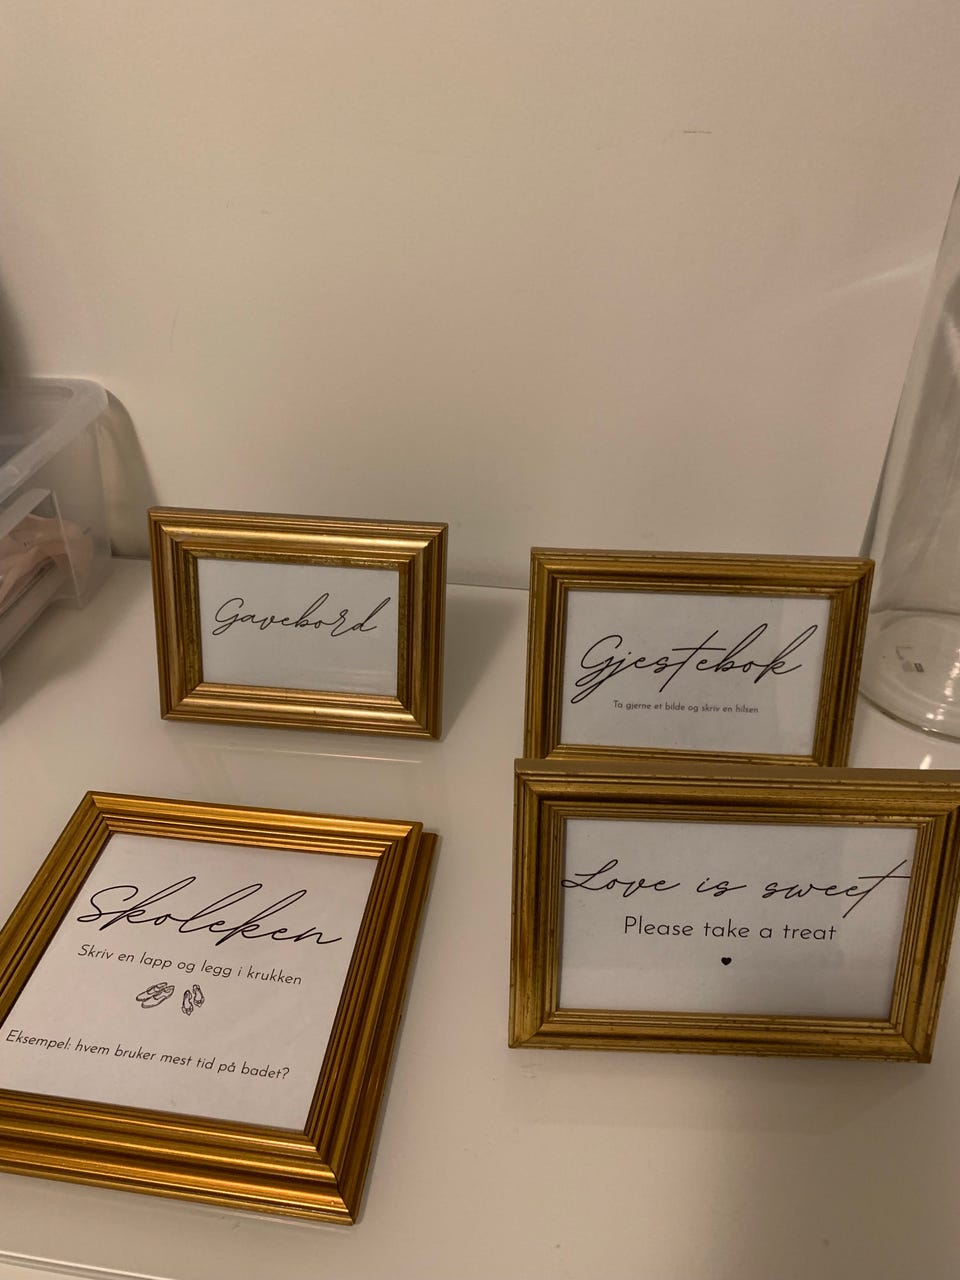 Gavebord
Gjestebok
Ta gjerne et bilde og skriv en hilsen
Skoleken
Skriv en lapp og legg i krukken
Eksempel: hvem bruker mest tid på badet?
Love is sweet
Please take a treat